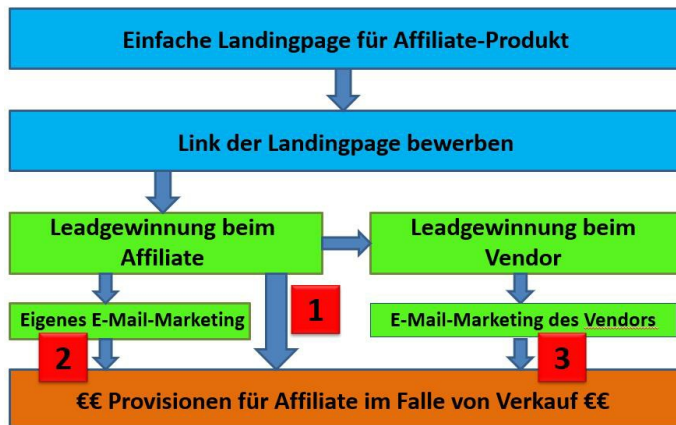 Einfache Landingpage für Affiliate-Produkt
Link der Landingpage bewerben
Leadgewinnung beim
Affiliate
Leadgewinnung beim
Vendor
1
Eigenes E-Mail-Marketing
E-Mail-Marketing des Vendors
2
3
€€ Provisionen für Affiliate im Falle von Verkauf €€